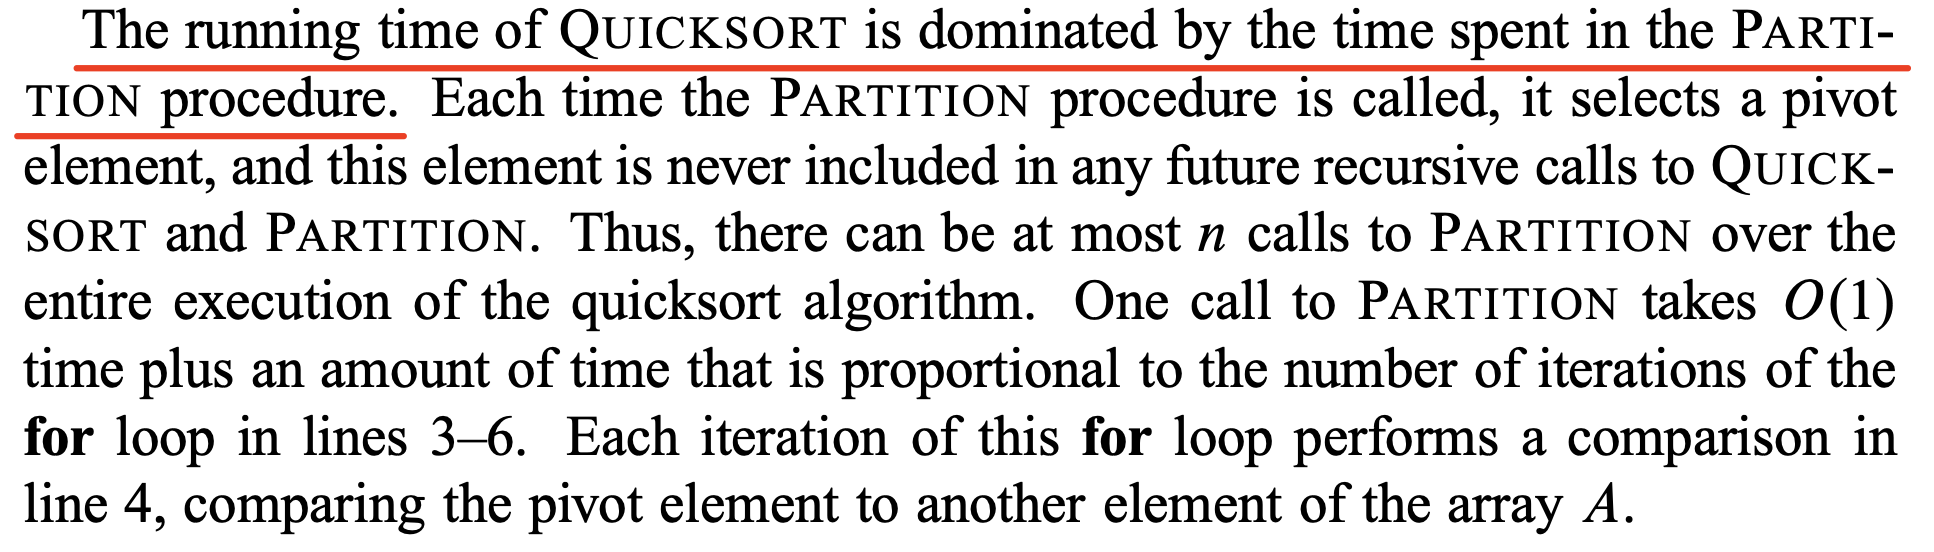 The running time of QUICKSORT is dominated by the time spent in the PARTI-
TION procedure. Each time the PARTITION procedure is called, it selects a pivot
element, and this element is never included in any future recursive calls to QUICK-
SORT and PARTITION. Thus, there can be at most n calls to PARTITION over the
entire execution of the quicksort algorithm. One call to PARTITION takes O(1)
time plus an amount of time that is proportional to the number of iterations of the
for loop in lines 3–6. Each iteration of this for loop performs a comparison in
line 4, comparing the pivot element to another element of the array A.